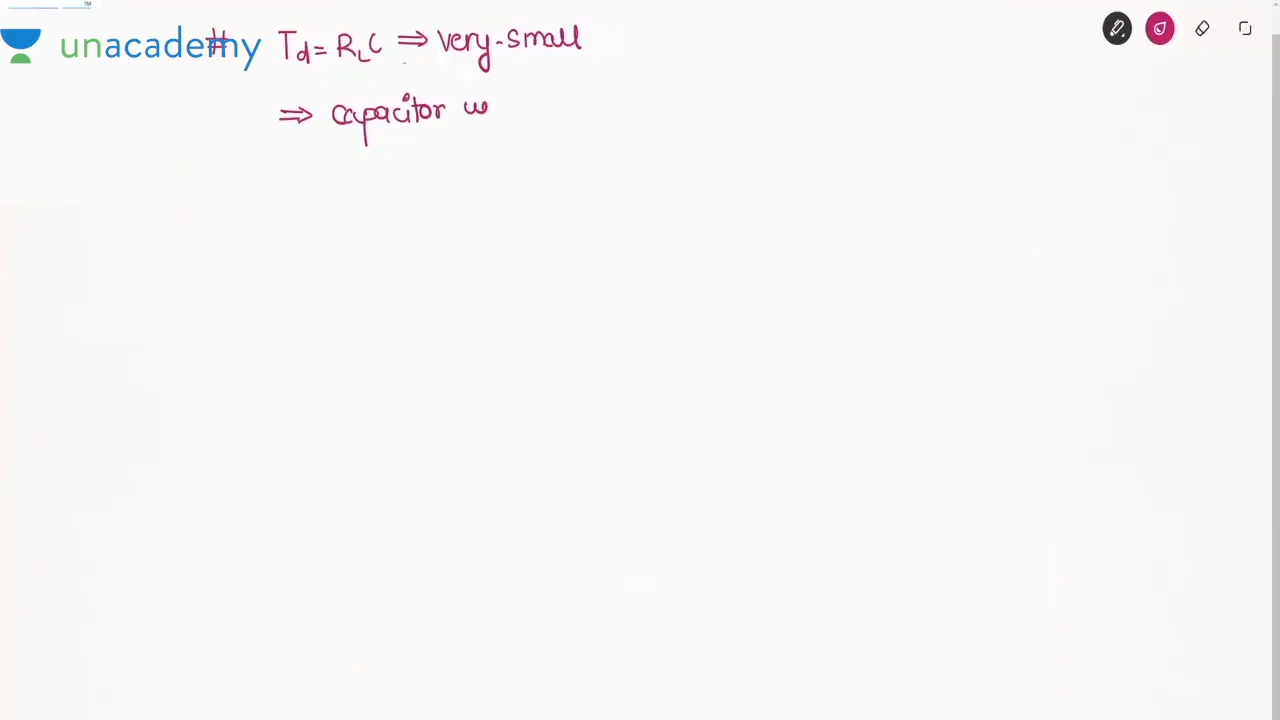 unacademy
# Td = RLC ⇒ very-small
⇒ capacitor w